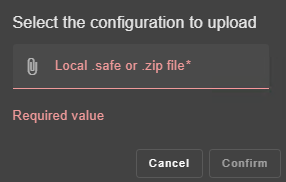 Select the configuration to upload
Local .safe or .zip file*
Required value
Cancel
Confirm